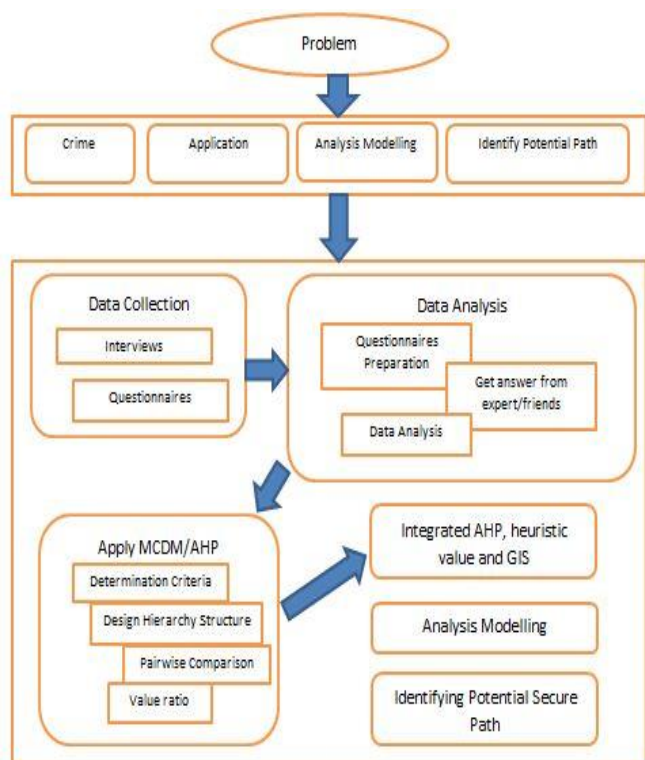 Problem
Crime
Application
Analysis Modelling
Identify Potential Path
Data Collection
Interviews
Questionnaires
Data Analysis
Questionnaires
Preparation
Get answer from
expert/friends
Data Analysis
Apply MCDM/AHP
Determination Criteria
Design Hierarchy Structure
Pairwise Comparison
Value ratio
Integrated AHP, heuristic
value and GIS
Analysis Modelling
Identifying Potential Secure
Path